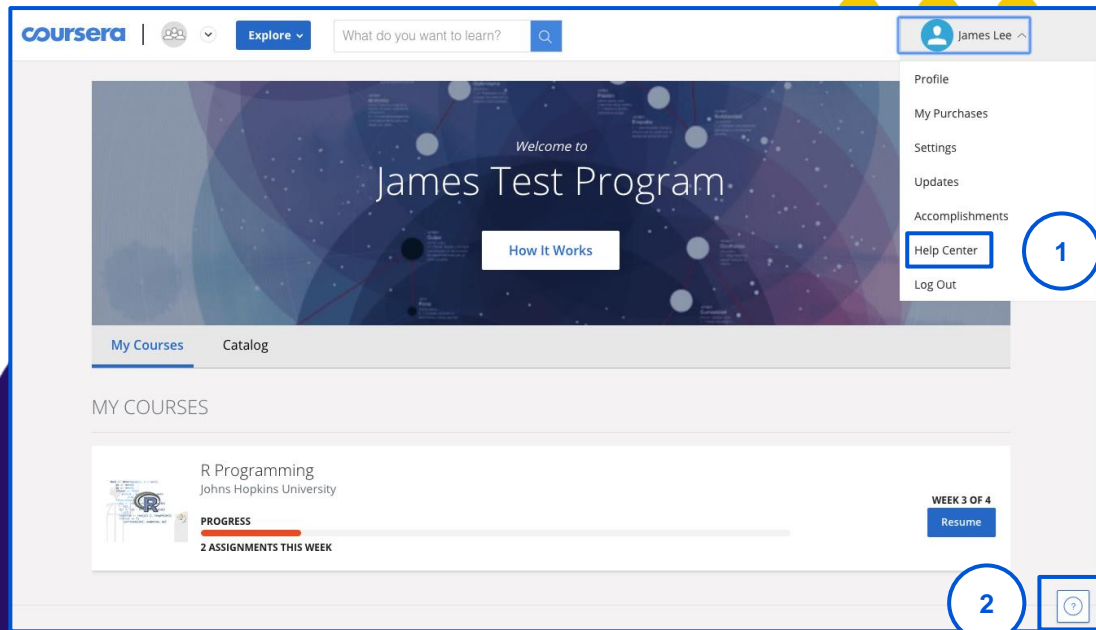 coursera
Explore
What do you want to learn?
James Lee
Profile
My Purchases
Settings
Updates
Accomplishments
Help Center
Log Out
1
Welcome to
James Test Program
How It Works
My Courses
Catalog
MY COURSES
R Programming
Johns Hopkins University
PROGRESS
2 ASSIGNMENTS THIS WEEK
WEEK 3 OF 4
Resume
R
2
?